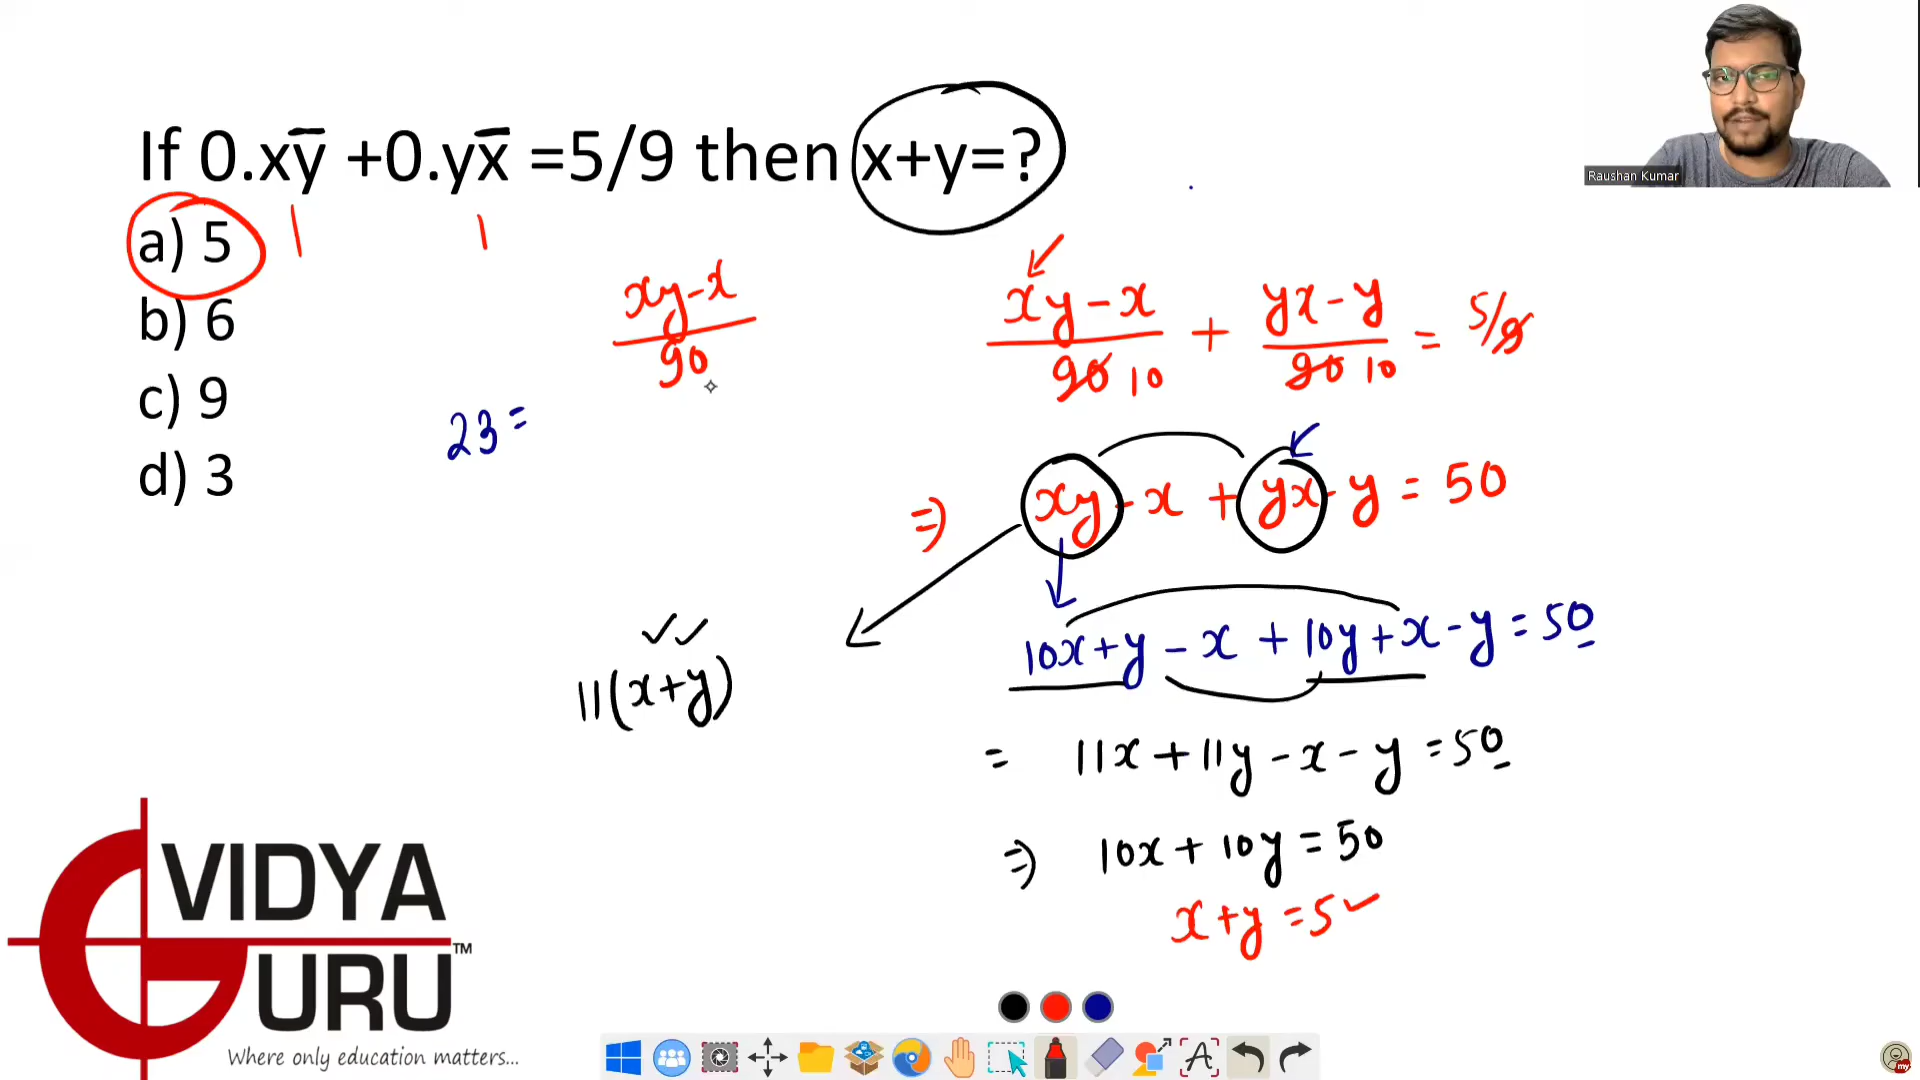 If 0.xȳ +0.yx̄ =5/9 then x+y=?
a) 5
b) 6
c) 9
d) 3
Raushan Kumar
xy-x
90
xy-x + yx-y = 5/9
90 10 90 10
23=
⇒ xy-x + yx-y = 50
10x+y-x+10y+x-y=50
11(x+y)
= 11x+11y-x-y=50
⇒ 10x+10y=50
x+y=5
VIDYA
GURU™
Where only education matters...